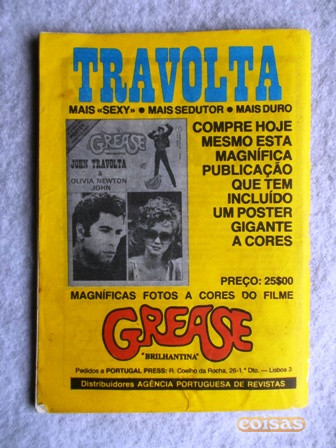 TRAVOLTA
MAIS «SEXY» ● MAIS SEDUTOR ● MAIS DURO
GREASE
JOHN TRAVOLTA
&
OLIVIA NEWTON
JOHN
COMPRE HOJE
MESMO ESTA
MAGNÍFICA
PUBLICAÇÃO
QUE TEM
INCLUÍDO
UM POSTER
GIGANTE
A CORES
PREÇO: 25$00
MAGNÍFICAS FOTOS A CORES DO FILME
GREASE
"BRILHANTINA"
Pedidos a PORTUGAL PRESS: R. Coelho da Rocha, 26-1.º Dto. — Lisboa 3
Distribuidores AGÊNCIA PORTUGUESA DE REVISTAS
coisas